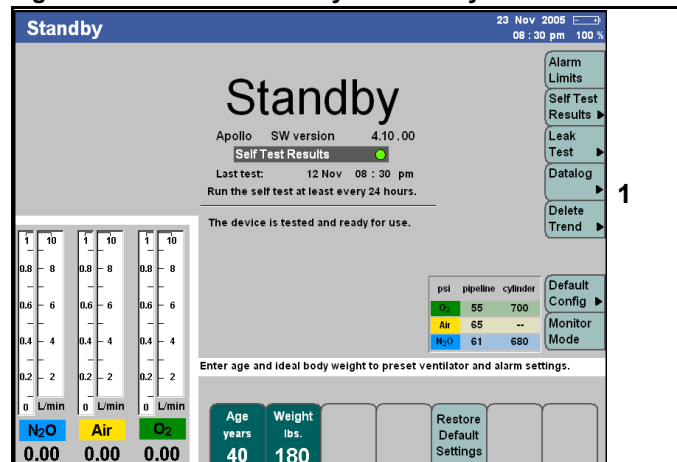 Standby
23 Nov 2005
08 : 30 pm 100 %
Standby
Apollo SW version 4.10.00
Self Test Results
Last test: 12 Nov 08 : 30 pm
Run the self test at least every 24 hours.
The device is tested and ready for use.
Alarm
Limits
Self Test
Results
Leak
Test
Datalog
1
Delete
Trend
Default
Config
Monitor
Mode
psi pipeline cylinder
O2 55 700
Air 65 --
N2O 61 680
1 10 1 10 1 10
0.8 8 0.8 8 0.8 8
0.6 6 0.6 6 0.6 6
0.4 4 0.4 4 0.4 4
0.2 2 0.2 2 0.2 2
0 L/min 0 L/min 0 L/min
N2O Air O2
0.00 0.00 0.00
Enter age and ideal body weight to preset ventilator and alarm settings.
Age
years
40
Weight
lbs.
180
Restore
Default
Settings